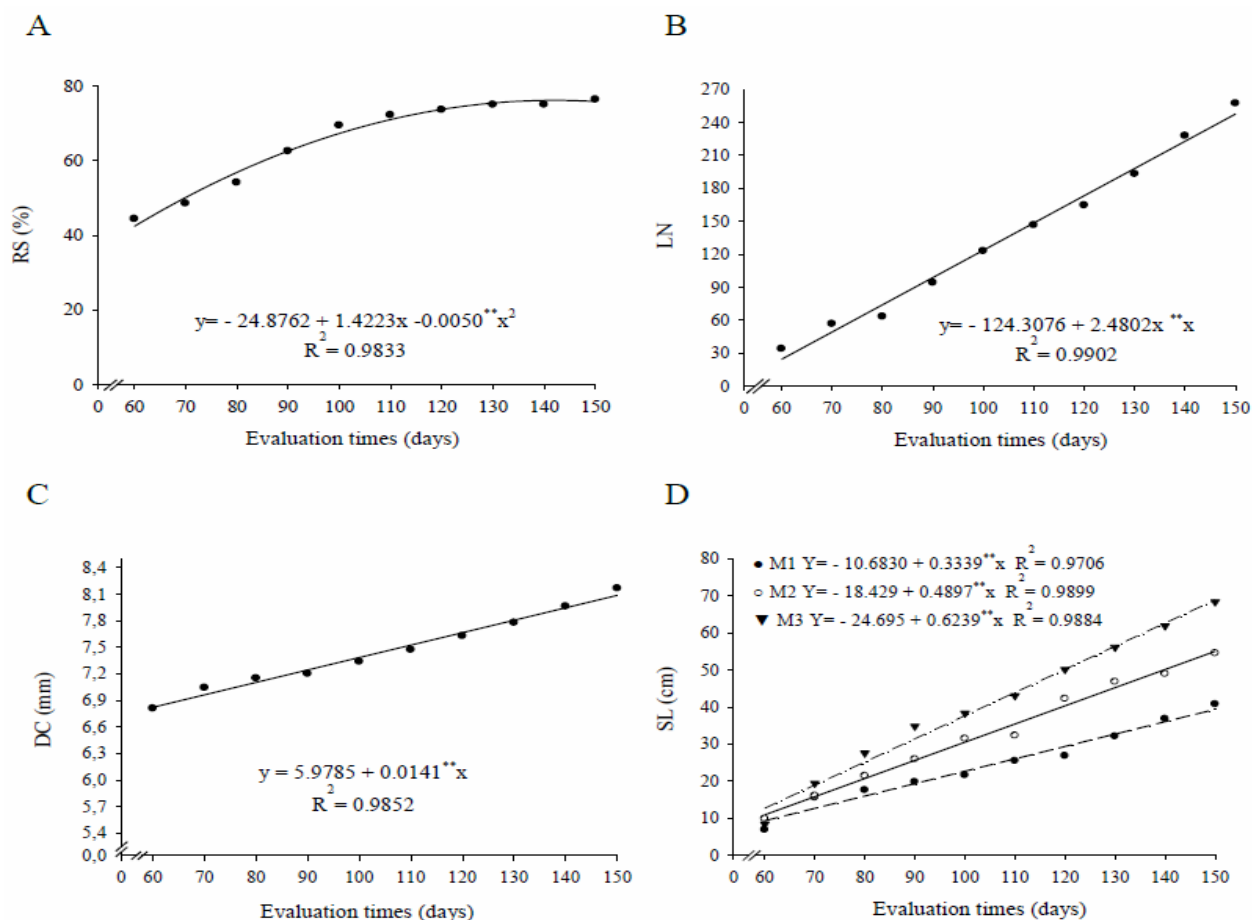 A
80
60
40
20
0
RS (%)
y= - 24.8762 + 1.4223x -0.0050**x²
R² = 0.9833
0 60 70 80 90 100 110 120 130 140 150
Evaluation times (days)
B
270
240
210
180
150
120
90
60
30
0
LN
y= - 124.3076 + 2.4802x **x
R² = 0.9902
0 60 70 80 90 100 110 120 130 140 150
Evaluation times (days)
C
8,4
8,1
7,8
7,5
7,2
6,9
6,6
6,3
6,0
5,7
5,4
0,0
DC (mm)
y = 5.9785 + 0.0141**x
R² = 0.9852
0 60 70 80 90 100 110 120 130 140 150
Evaluation times (days)
D
80
70
60
50
40
30
20
10
0
SL (cm)
M1 Y= - 10.6830 + 0.3339**x R² = 0.9706
M2 Y= - 18.429 + 0.4897**x R² = 0.9899
M3 Y= - 24.695 + 0.6239**x R² = 0.9884
0 60 70 80 90 100 110 120 130 140 150
Evaluation times (days)